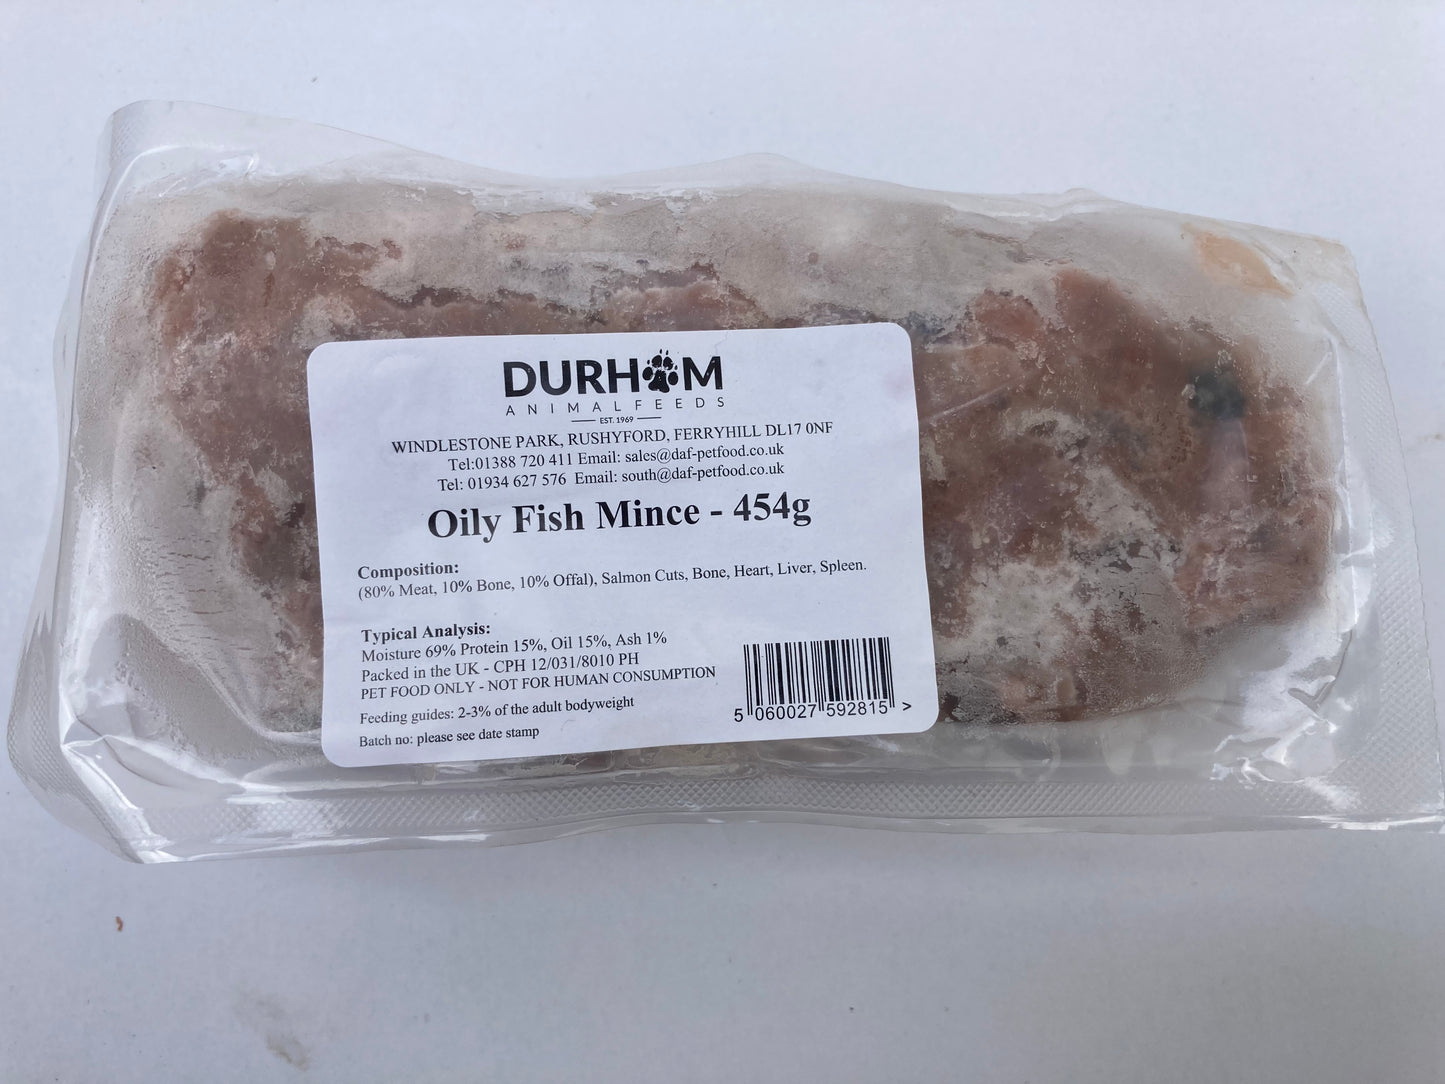 DURHAM
ANIMAL FEEDS
EST. 1969
WINDLESTONE PARK, RUSHYFORD, FERRYHILL DL17 0NF
Tel:01388 720 411 Email: sales@daf-petfood.co.uk
Tel: 01934 627 576 Email: south@daf-petfood.co.uk
Oily Fish Mince - 454g
Composition:
(80% Meat, 10% Bone, 10% Offal), Salmon Cuts, Bone, Heart, Liver, Spleen.
Typical Analysis:
Moisture 69% Protein 15%, Oil 15%, Ash 1%
Packed in the UK - CPH 12/031/8010 PH
PET FOOD ONLY - NOT FOR HUMAN CONSUMPTION
Feeding guides: 2-3% of the adult bodyweight
Batch no: please see date stamp
5 060027 592815 >